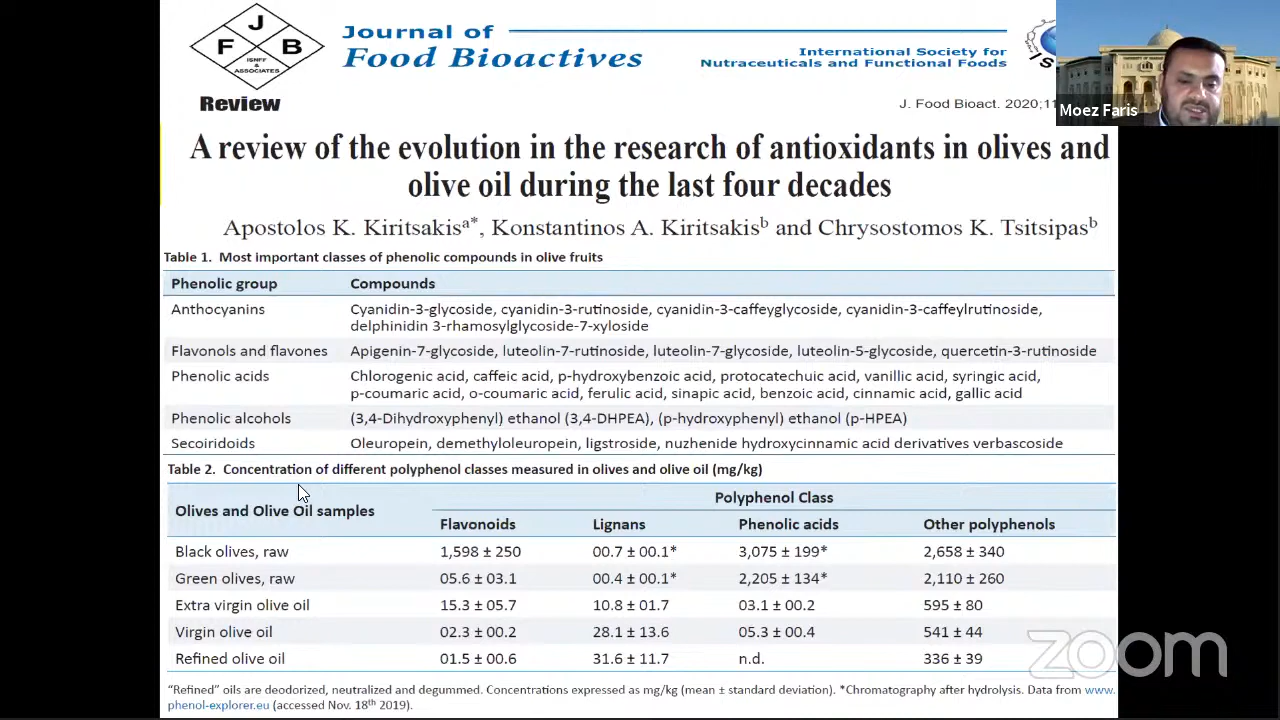 J
F B
ISNFF
&
ASSOCIATES
Journal of
Food Bioactives
International Society for
Nutraceuticals and Functional Foods
Review
J. Food Bioact. 2020;11
Moez Faris
A review of the evolution in the research of antioxidants in olives and
olive oil during the last four decades
Apostolos K. Kiritsakisa*, Konstantinos A. Kiritsakisb and Chrysostomos K. Tsitsipasb
Table 1. Most important classes of phenolic compounds in olive fruits
Phenolic group Compounds
Anthocyanins Cyanidin-3-glycoside, cyanidin-3-rutinoside, cyanidin-3-caffeyglycoside, cyanidin-3-caffeylrutinoside,
delphinidin 3-rhamosylglycoside-7-xyloside
Flavonols and flavones Apigenin-7-glycoside, luteolin-7-rutinoside, luteolin-7-glycoside, luteolin-5-glycoside, quercetin-3-rutinoside
Phenolic acids Chlorogenic acid, caffeic acid, p-hydroxybenzoic acid, protocatechuic acid, vanillic acid, syringic acid,
p-coumaric acid, o-coumaric acid, ferulic acid, sinapic acid, benzoic acid, cinnamic acid, gallic acid
Phenolic alcohols (3,4-Dihydroxyphenyl) ethanol (3,4-DHPEA), (p-hydroxyphenyl) ethanol (p-HPEA)
Secoiridoids Oleuropein, demethyloleuropein, ligstroside, nuzhenide hydroxycinnamic acid derivatives verbascoside
Table 2. Concentration of different polyphenol classes measured in olives and olive oil (mg/kg)
Polyphenol Class
Olives and Olive Oil samples
Flavonoids Lignans Phenolic acids Other polyphenols
Black olives, raw 1,598 ± 250 00.7 ± 00.1* 3,075 ± 199* 2,658 ± 340
Green olives, raw 05.6 ± 03.1 00.4 ± 00.1* 2,205 ± 134* 2,110 ± 260
Extra virgin olive oil 15.3 ± 05.7 10.8 ± 01.7 03.1 ± 00.2 595 ± 80
Virgin olive oil 02.3 ± 00.2 28.1 ± 13.6 05.3 ± 00.4 541 ± 44
Refined olive oil 01.5 ± 00.6 31.6 ± 11.7 n.d. 336 ± 39
"Refined" oils are deodorized, neutralized and degummed. Concentrations expressed as mg/kg (mean ± standard deviation). *Chromatography after hydrolysis. Data from www.
phenol-explorer.eu (accessed Nov. 18th 2019).
zoom